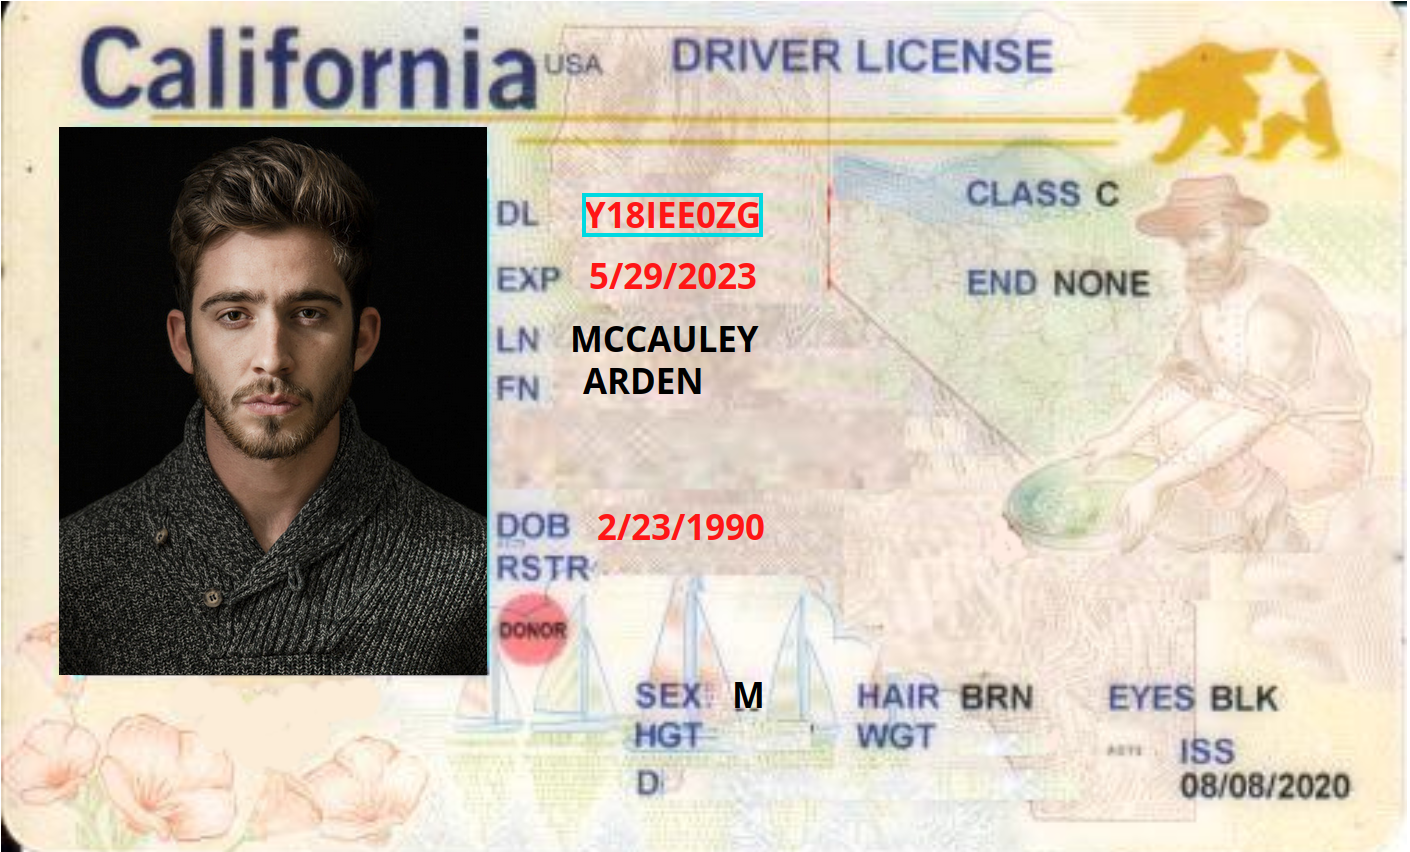 California USA DRIVER LICENSE
CLASS C
DL Y18IEE0ZG
EXP 5/29/2023
END NONE
LN MCCAULEY
FN ARDEN
DOB 2/23/1990
RSTR
DONOR
SEX M HAIR BRN EYES BLK
HGT WGT
ISS
D
08/08/2020